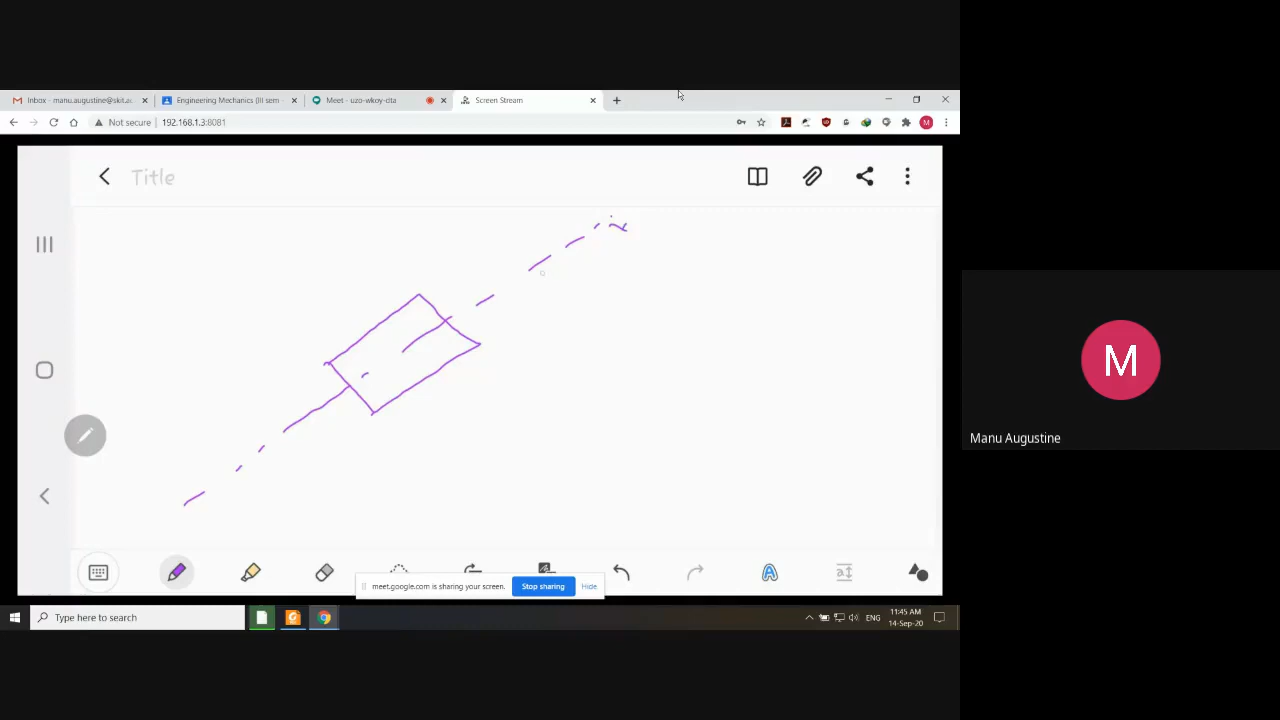 Inbox - manu.augustine@skit.ac
Engineering Mechanics (III sem -
Meet - uzo-wkoy-dta
Screen Stream
Not secure | 192.168.1.3:8081
Title
M
Manu Augustine
meet.google.com is sharing your screen.
Stop sharing
Hide
Type here to search
ENG
11:45 AM
14-Sep-20